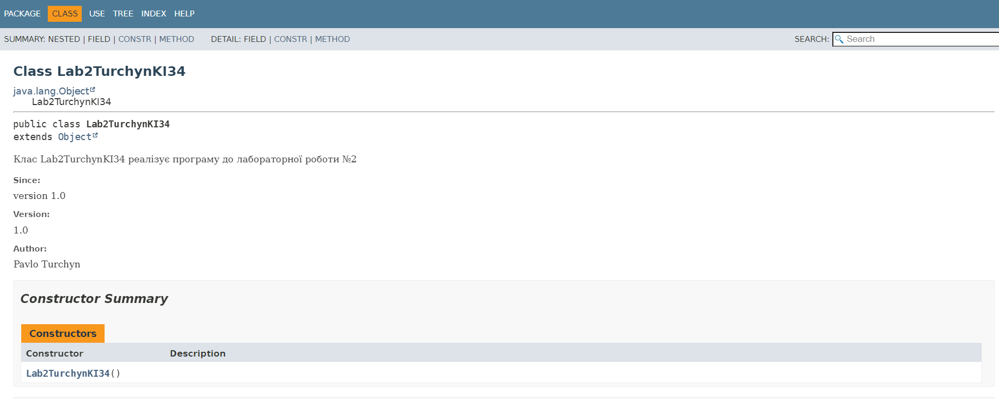 PACKAGE CLASS USE TREE INDEX HELP
SUMMARY: NESTED | FIELD | CONSTR | METHOD DETAIL: FIELD | CONSTR | METHOD SEARCH: Search
Class Lab2TurchynKI34
java.lang.Object
Lab2TurchynKI34
public class Lab2TurchynKI34
extends Object
Клас Lab2TurchynKI34 реалізує програму до лабораторної роботи №2
Since:
version 1.0
Version:
1.0
Author:
Pavlo Turchyn
Constructor Summary
Constructors
Constructor Description
Lab2TurchynKI34()